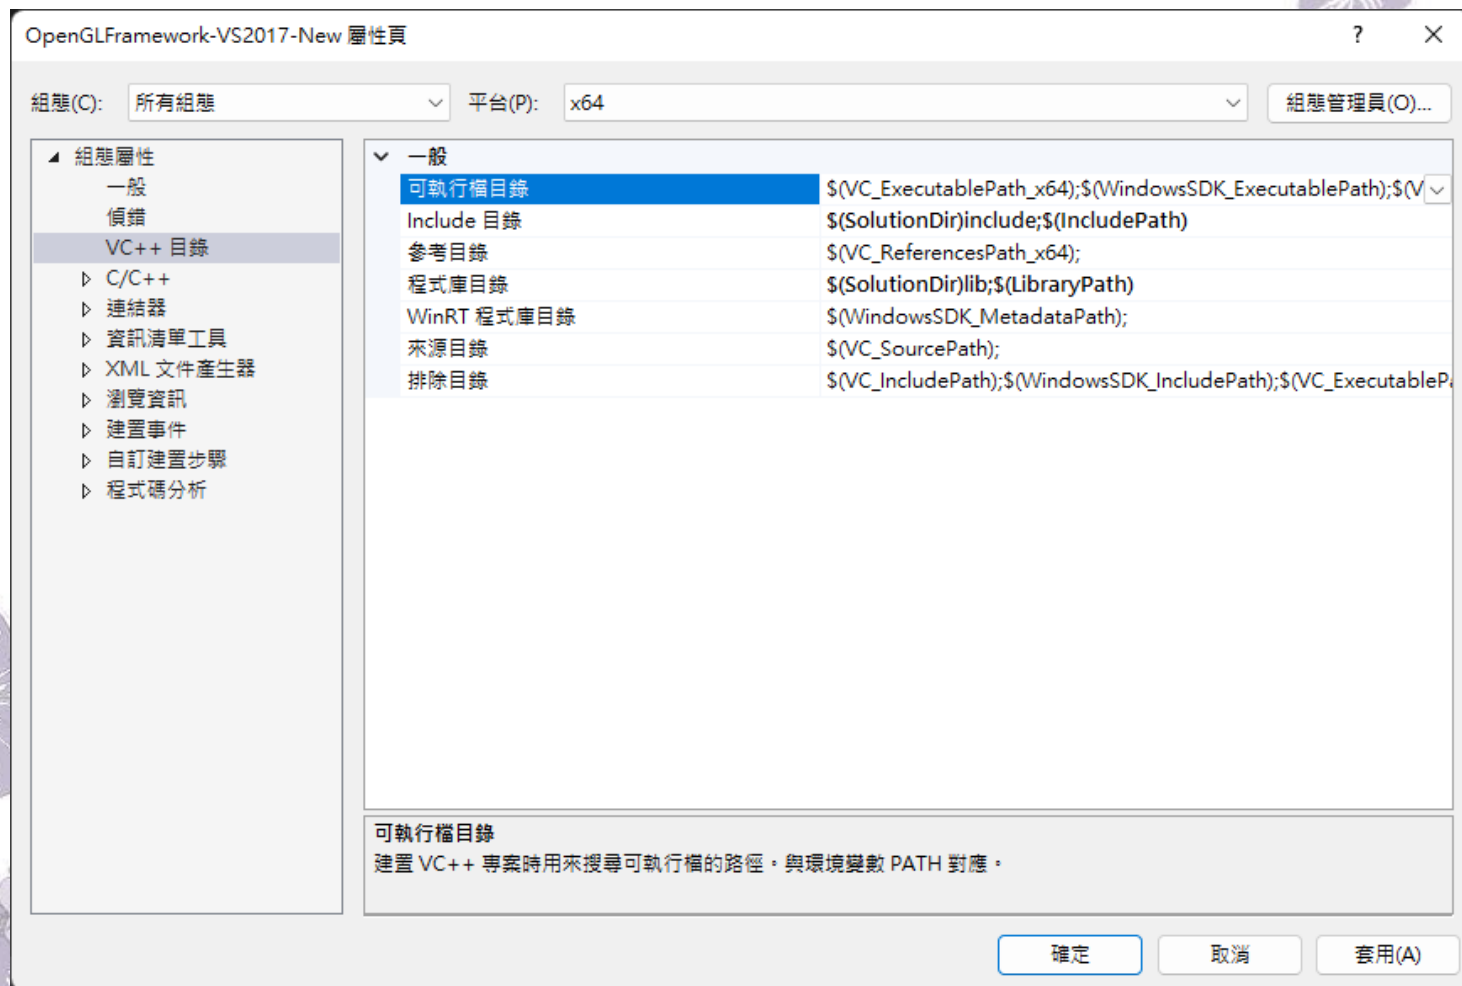 OpenGLFramework-VS2017-New 屬性頁
組態(C): 所有組態 平台(P): x64 組態管理員(O)...
組態屬性
一般
偵錯
VC++ 目錄
C/C++
連結器
資訊清單工具
XML 文件產生器
瀏覽資訊
建置事件
自訂建置步驟
程式碼分析
一般
可執行檔目錄 $(VC_ExecutablePath_x64);$(WindowsSDK_ExecutablePath);$(V
Include 目錄 $(SolutionDir)include;$(IncludePath)
參考目錄 $(VC_ReferencesPath_x64);
程式庫目錄 $(SolutionDir)lib;$(LibraryPath)
WinRT 程式庫目錄 $(WindowsSDK_MetadataPath);
來源目錄 $(VC_SourcePath);
排除目錄 $(VC_IncludePath);$(WindowsSDK_IncludePath);$(VC_ExecutablePa
可執行檔目錄
建置 VC++ 專案時用來搜尋可執行檔的路徑。與環境變數 PATH 對應。
確定 取消 套用(A)